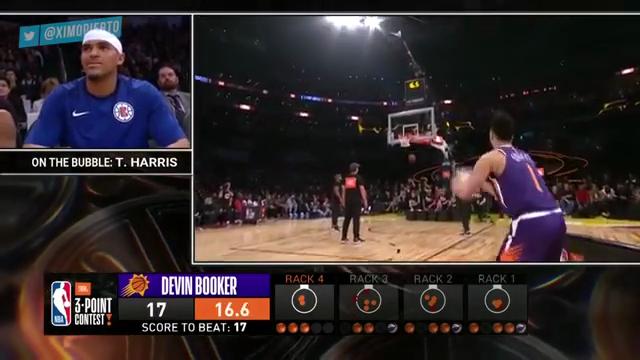 @XIMOPIERTO
ON THE BUBBLE: T. HARRIS
1
NBA
JBL
3-POINT
CONTEST
DEVIN BOOKER
17
16.6
SCORE TO BEAT: 17
RACK 4
RACK 3
RACK 2
RACK 1